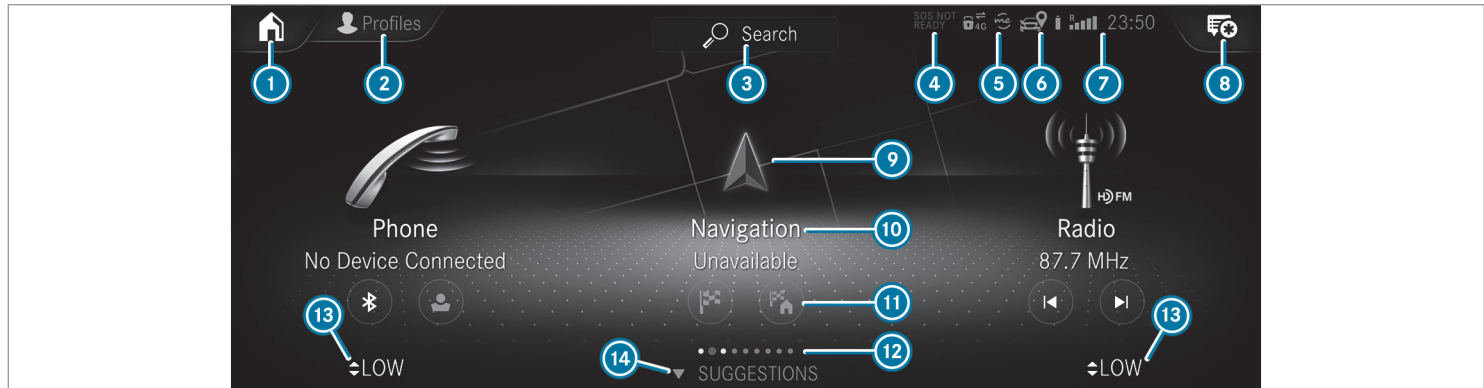 Profiles
Search
SOS NOT
READY
4G
me
R
23:50
1
2
3
4
5
6
7
8
9
HD FM
Phone
Navigation
10
Radio
No Device Connected
Unavailable
87.7 MHz
11
13
13
12
14
LOW
SUGGESTIONS
LOW